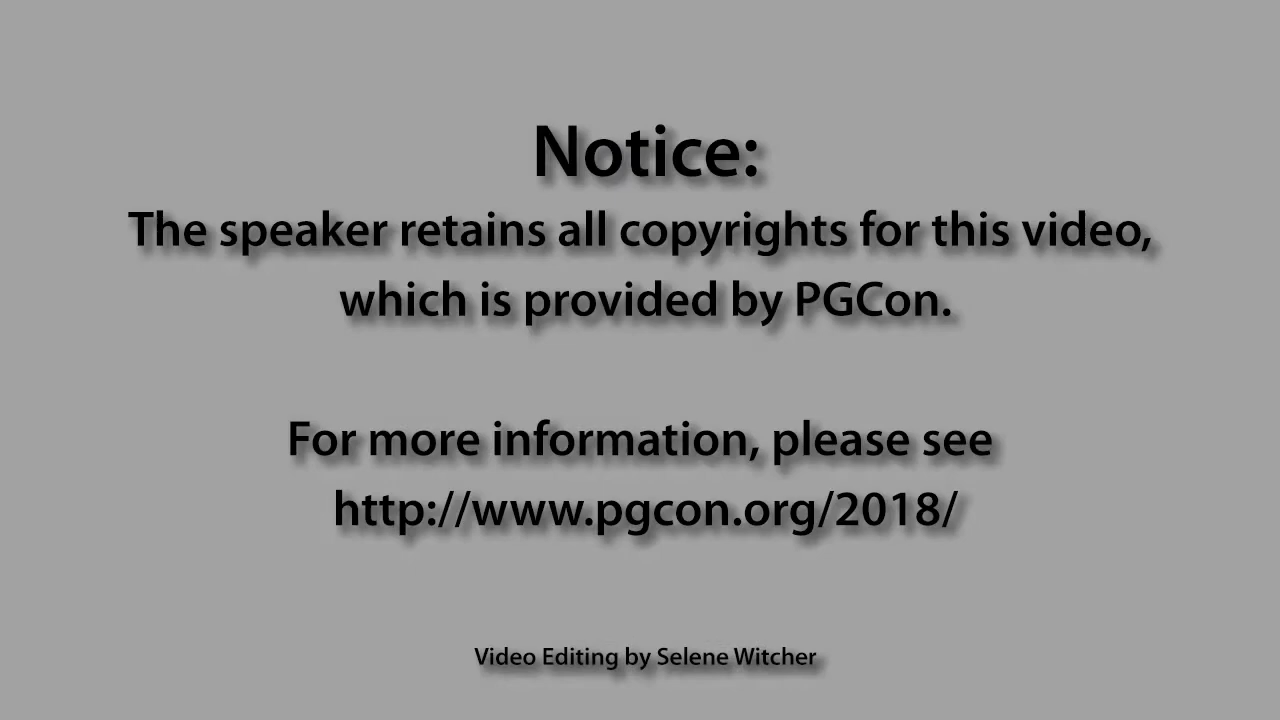 Notice:
The speaker retains all copyrights for this video,
which is provided by PGCon.
For more information, please see
http://www.pgcon.org/2018/
Video Editing by Selene Witcher